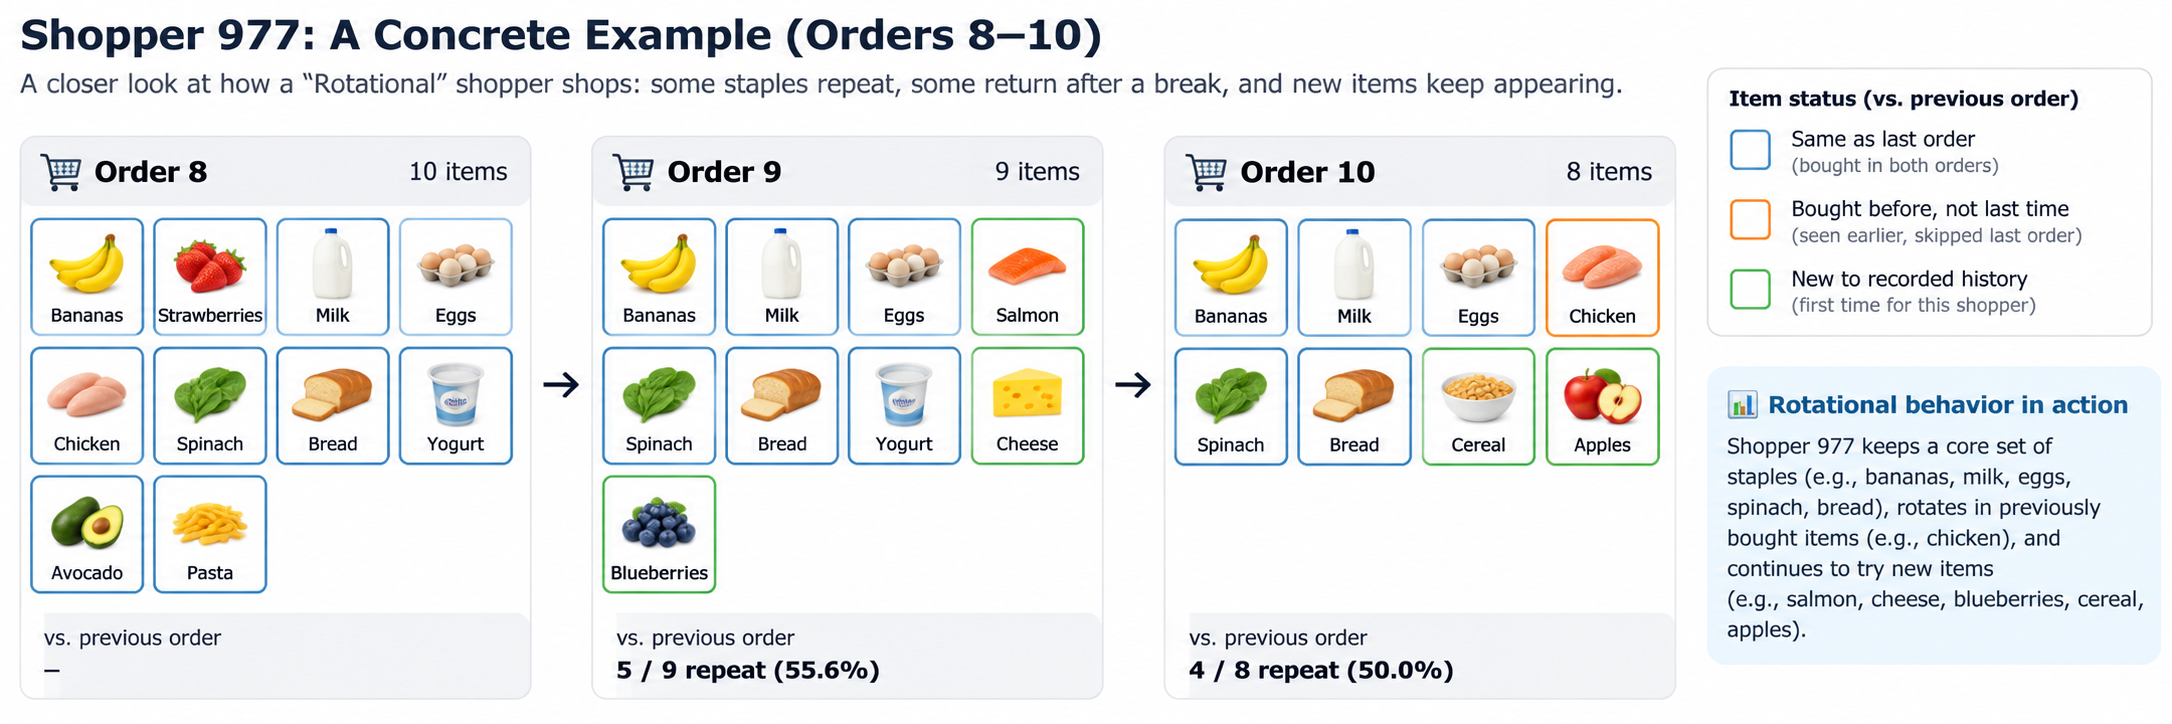 Shopper 977: A Concrete Example (Orders 8–10)
A closer look at how a “Rotational” shopper shops: some staples repeat, some return after a break, and new items keep appearing.
Order 8 10 items
Bananas Strawberries Milk Eggs
Chicken Spinach Bread Yogurt
Avocado Pasta
vs. previous order
–
→
Order 9 9 items
Bananas Milk Eggs Salmon
Spinach Bread Yogurt Cheese
Blueberries
vs. previous order
5 / 9 repeat (55.6%)
→
Order 10 8 items
Bananas Milk Eggs Chicken
Spinach Bread Cereal Apples
vs. previous order
4 / 8 repeat (50.0%)
Item status (vs. previous order)
Same as last order
(bought in both orders)
Bought before, not last time
(seen earlier, skipped last order)
New to recorded history
(first time for this shopper)
Rotational behavior in action
Shopper 977 keeps a core set of
staples (e.g., bananas, milk, eggs,
spinach, bread), rotates in previously
bought items (e.g., chicken), and
continues to try new items
(e.g., salmon, cheese, blueberries, cereal,
apples).